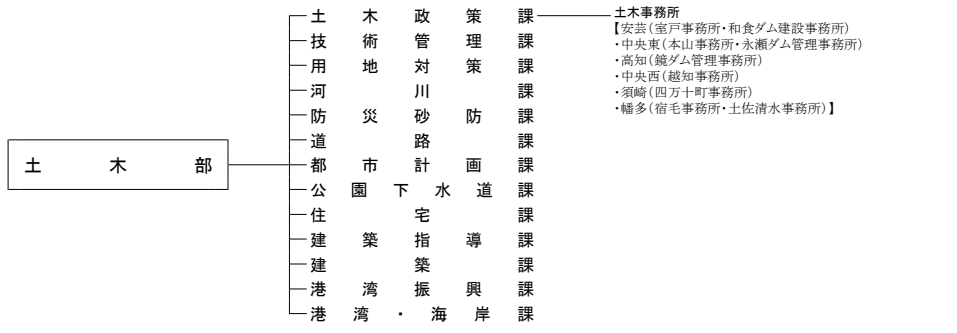 土木部
土木政策課
技術管理課
用地対策課
河川課
防災砂防課
道路課
都市計画課
公園下水道課
住宅課
建築指導課
建築課
港湾振興課
港湾・海岸課
土木事務所
【安芸(室戸事務所・和食ダム建設事務所)
・中央東(本山事務所・永瀬ダム管理事務所)
・高知(鏡ダム管理事務所)
・中央西(越知事務所)
・須崎(四万十町事務所)
・幡多(宿毛事務所・土佐清水事務所)】